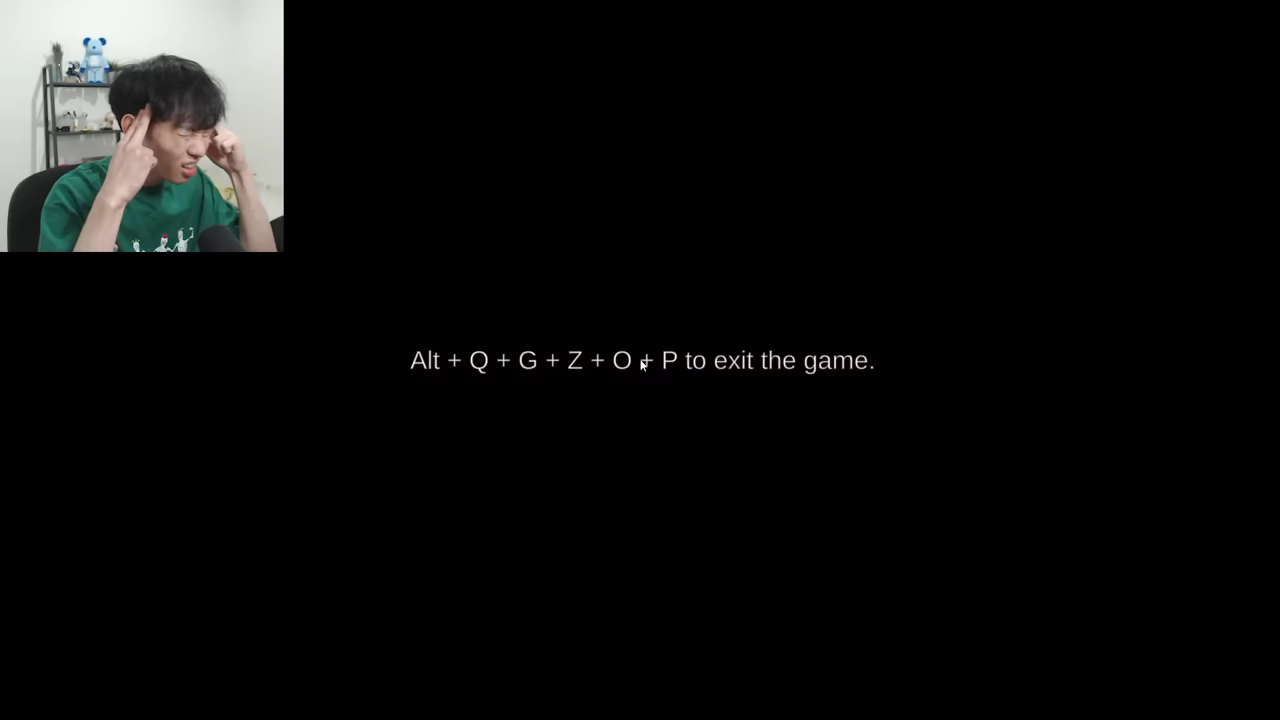 Alt + Q + G + Z + O + P to exit the game.